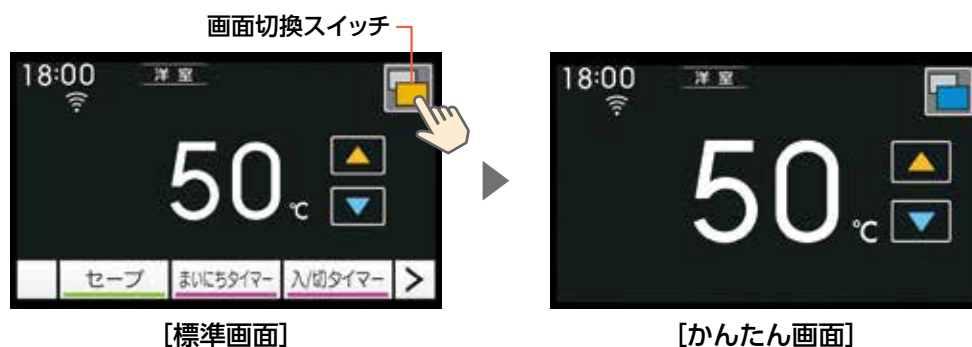 画面切換スイッチ
18:00 洋室
50℃
セーブ まいにちタイマー 入/切タイマー >
[標準画面]
18:00 洋室
50℃
[かんたん画面]